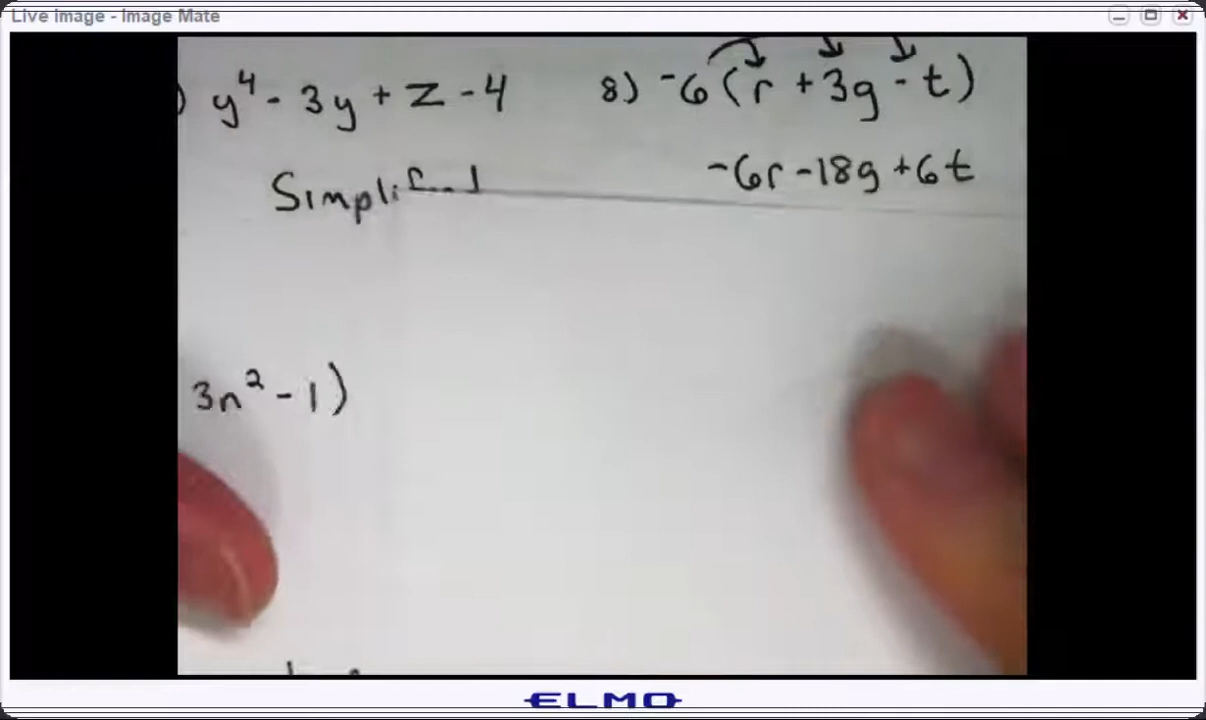 Live image - Image Mate
) y⁴ - 3y + z - 4
8) -6(r + 3g - t)
-6r - 18g + 6t
3n² - 1)
ELMO